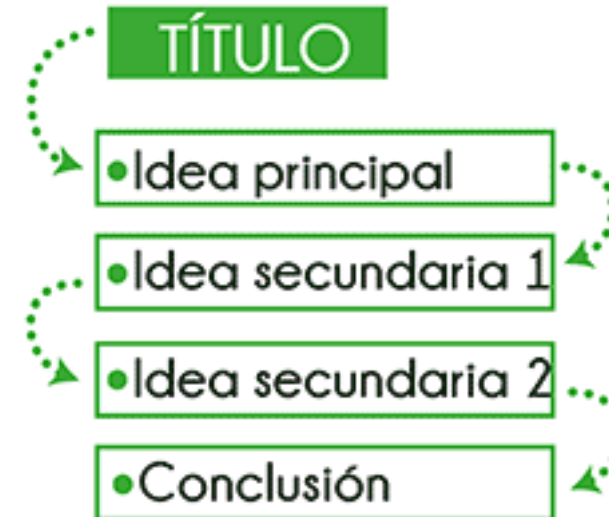 TÍTULO
•Idea principal
•Idea secundaria 1
•Idea secundaria 2
•Conclusión